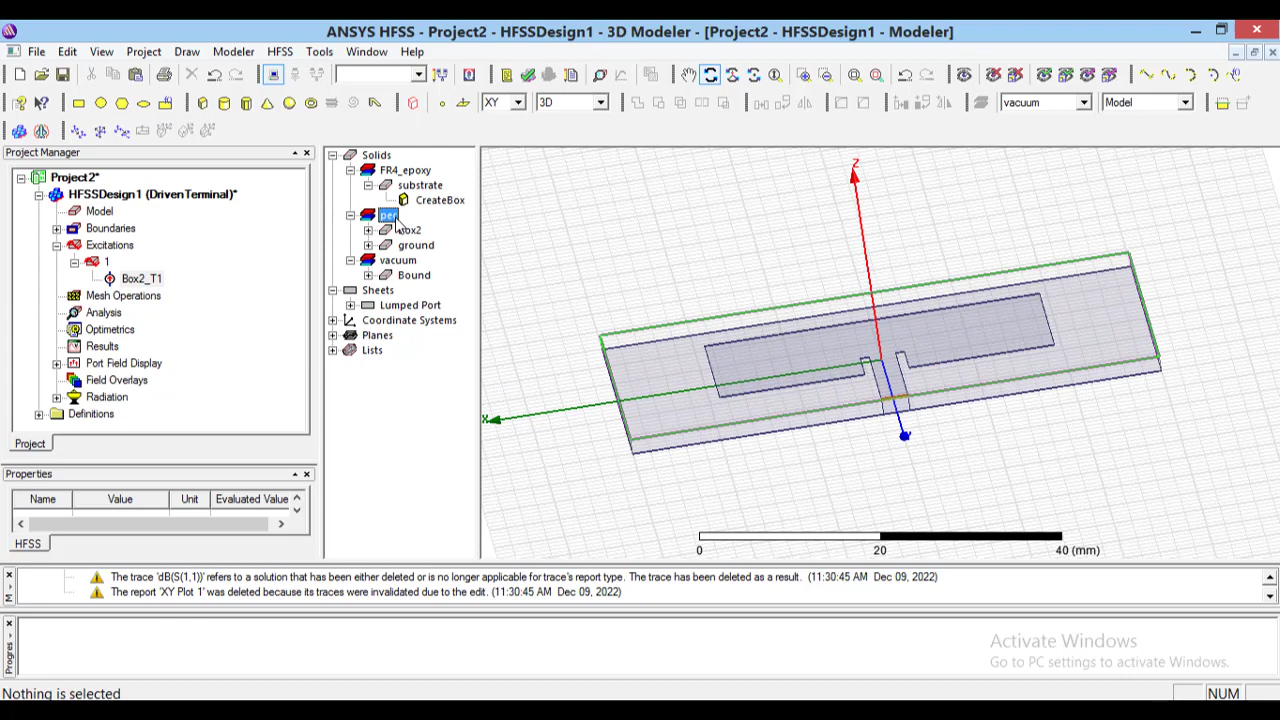 ANSYS HFSS - Project2 - HFSSDesign1 - 3D Modeler - [Project2 - HFSSDesign1 - Modeler]
File Edit View Project Draw Modeler HFSS Tools Window Help
XY 3D vacuum Model
Project Manager
Project2*
HFSSDesign1 (DrivenTerminal)*
Model
Boundaries
Excitations
1
Box2_T1
Mesh Operations
Analysis
Optimetrics
Results
Port Field Display
Field Overlays
Radiation
Definitions
Project
Properties
Name Value Unit Evaluated Value
HFSS
Solids
FR4_epoxy
substrate
CreateBox
pec
ox2
ground
vacuum
Bound
Sheets
Lumped Port
Coordinate Systems
Planes
Lists
Z
X
0 20 40 (mm)
M
The trace 'dB(S(1,1))' refers to a solution that has been either deleted or is no longer applicable for trace's report type. The trace has been deleted as a result. (11:30:45 AM Dec 09, 2022)
The report 'XY Plot 1' was deleted because its traces were invalidated due to the edit. (11:30:45 AM Dec 09, 2022)
Progres
Activate Windows
Go to PC settings to activate Windows.
Nothing is selected
NUM